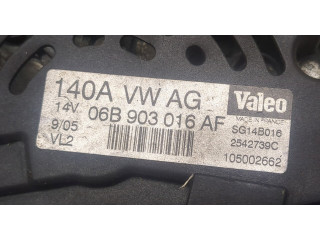 140A VW AG
Valeo
14V
06B 903 016 AF
MADE IN FRANCE
9/05
SG14B016
VL2
2542739C
105002662